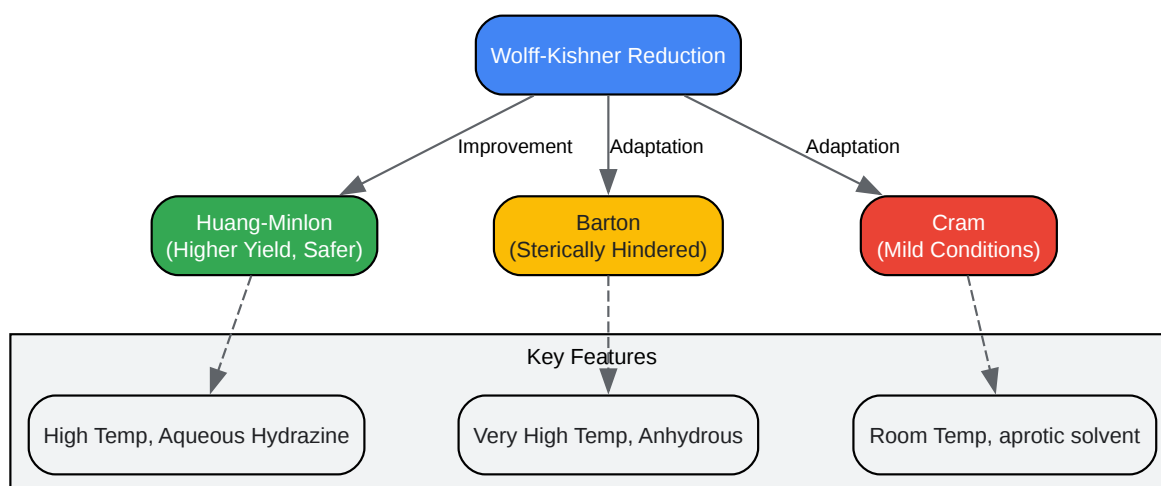 Wolff-Kishner Reduction
Improvement
Adaptation
Adaptation
Huang-Minlon
(Higher Yield, Safer)
Barton
(Sterically Hindered)
Cram
(Mild Conditions)
Key Features
High Temp, Aqueous Hydrazine
Very High Temp, Anhydrous
Room Temp, aprotic solvent